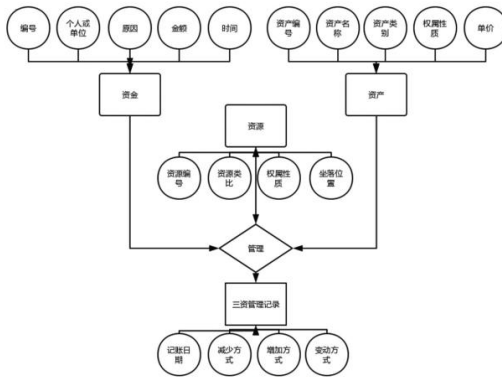 编号
个人或
单位
原因
金额
时间
资产编
号
资产名
称
资产类
别
权属性
质
单价
资金
资产
资源
资源编
号
资源类
比
权属性
质
坐落位
置
管理
三资管理记录
记账日
期
减少方
式
增加方
式
变动方
式